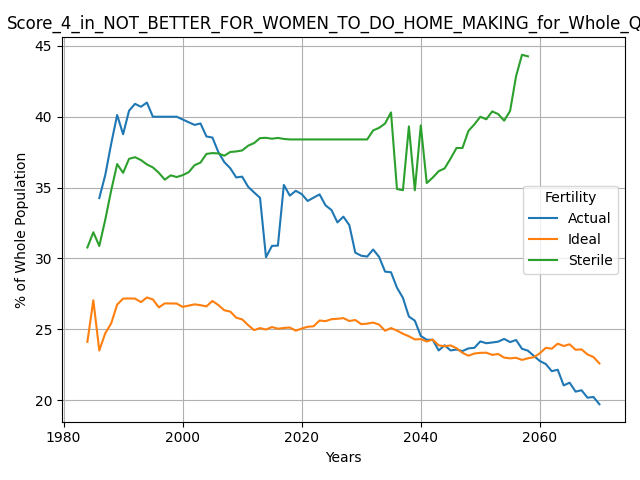 Score_4_in_NOT_BETTER_FOR_WOMEN_TO_DO_HOME_MAKING_for_Whole_Q
45
40
35
30
25
20
% of Whole Population
Fertility
Actual
Ideal
Sterile
1980 2000 2020 2040 2060
Years